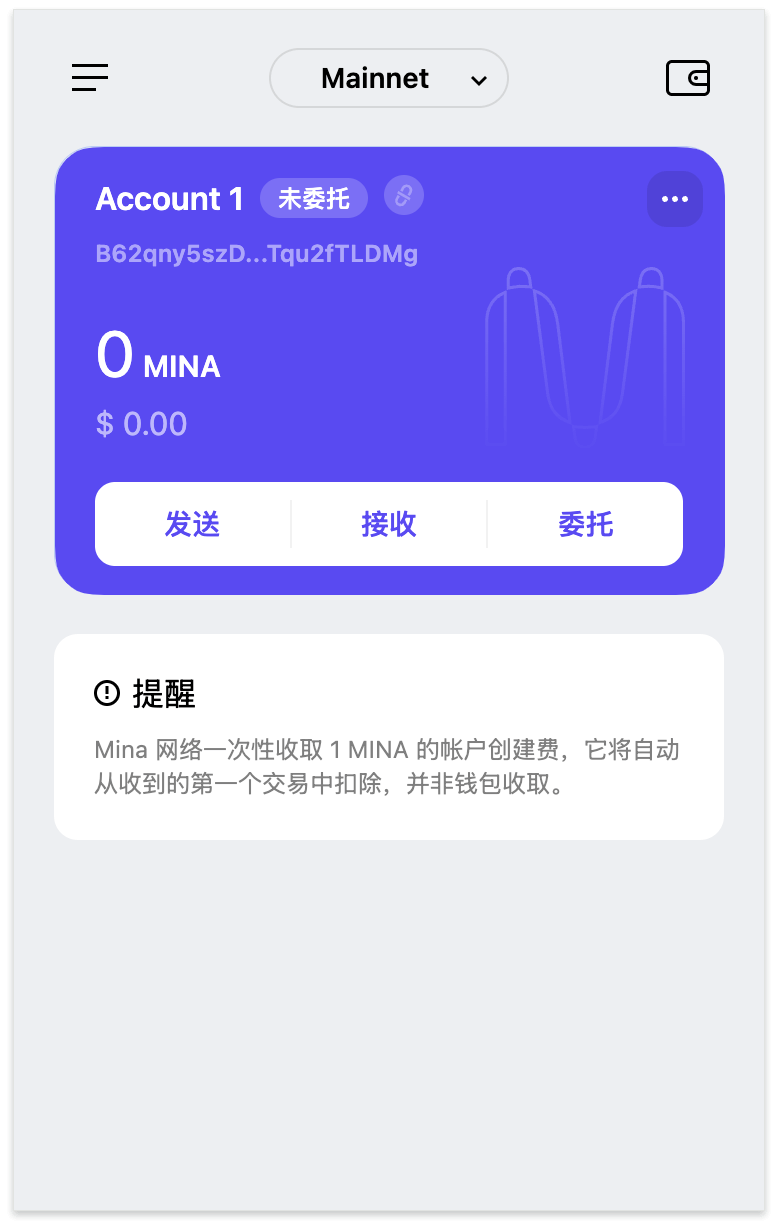 Mainnet
Account 1 未委托
B62qny5szD...Tqu2fTLDMg
0 MINA
$ 0.00
发送 接收 委托
提醒
Mina 网络一次性收取 1 MINA 的帐户创建费，它将自动
从收到的第一个交易中扣除，并非钱包收取。